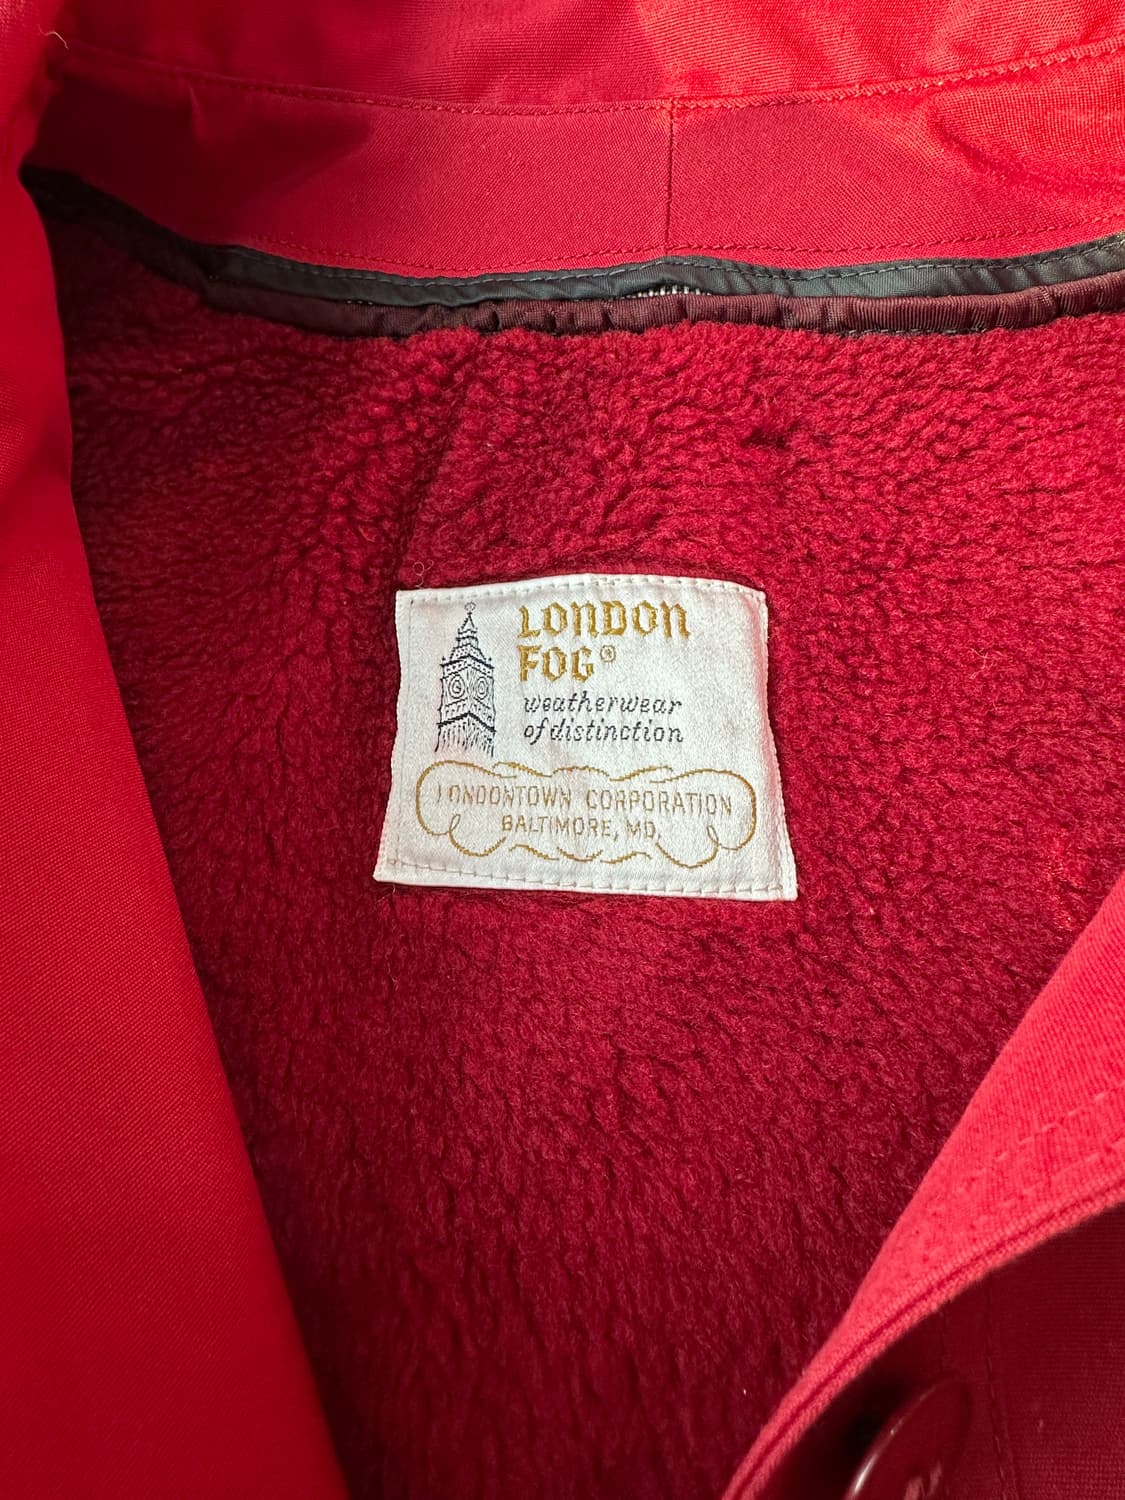 LONDON
FOG®
weatherwear
of distinction
LONDONTOWN CORPORATION
BALTIMORE, MD.